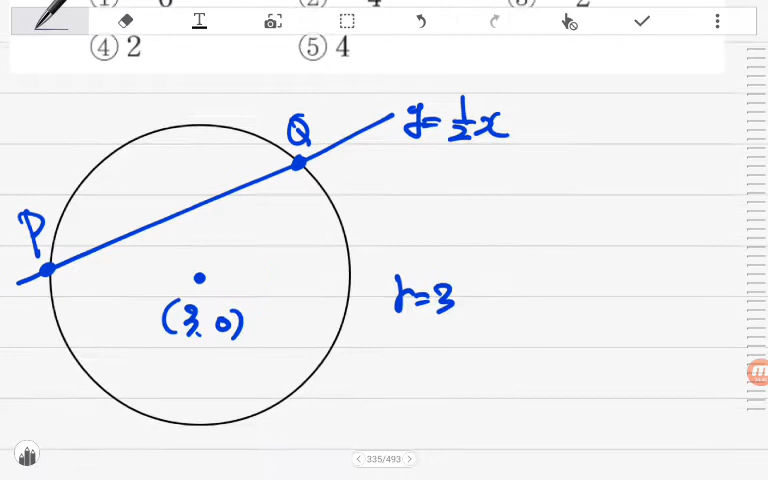 ④ 2 ⑤ 4
y=1/2x
Q
P
r=3
(3, 0)
335/493